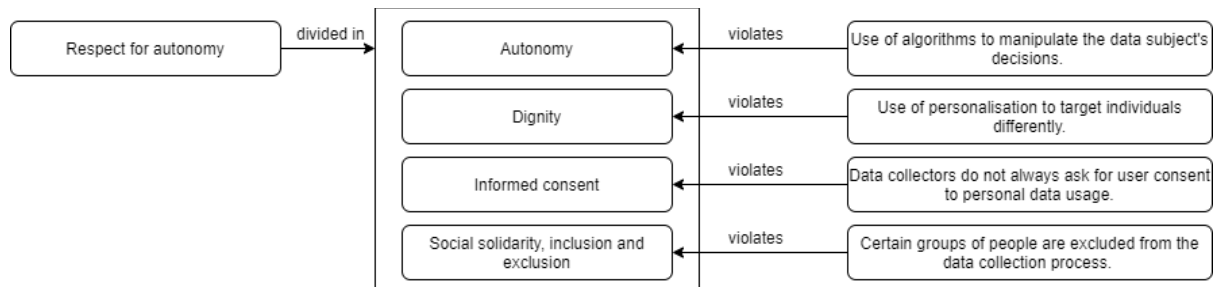 Respect for autonomy
divided in
Autonomy
violates
Use of algorithms to manipulate the data subject's
decisions.
Dignity
violates
Use of personalisation to target individuals
differently.
Informed consent
violates
Data collectors do not always ask for user consent
to personal data usage.
Social solidarity, inclusion and
exclusion
violates
Certain groups of people are excluded from the
data collection process.